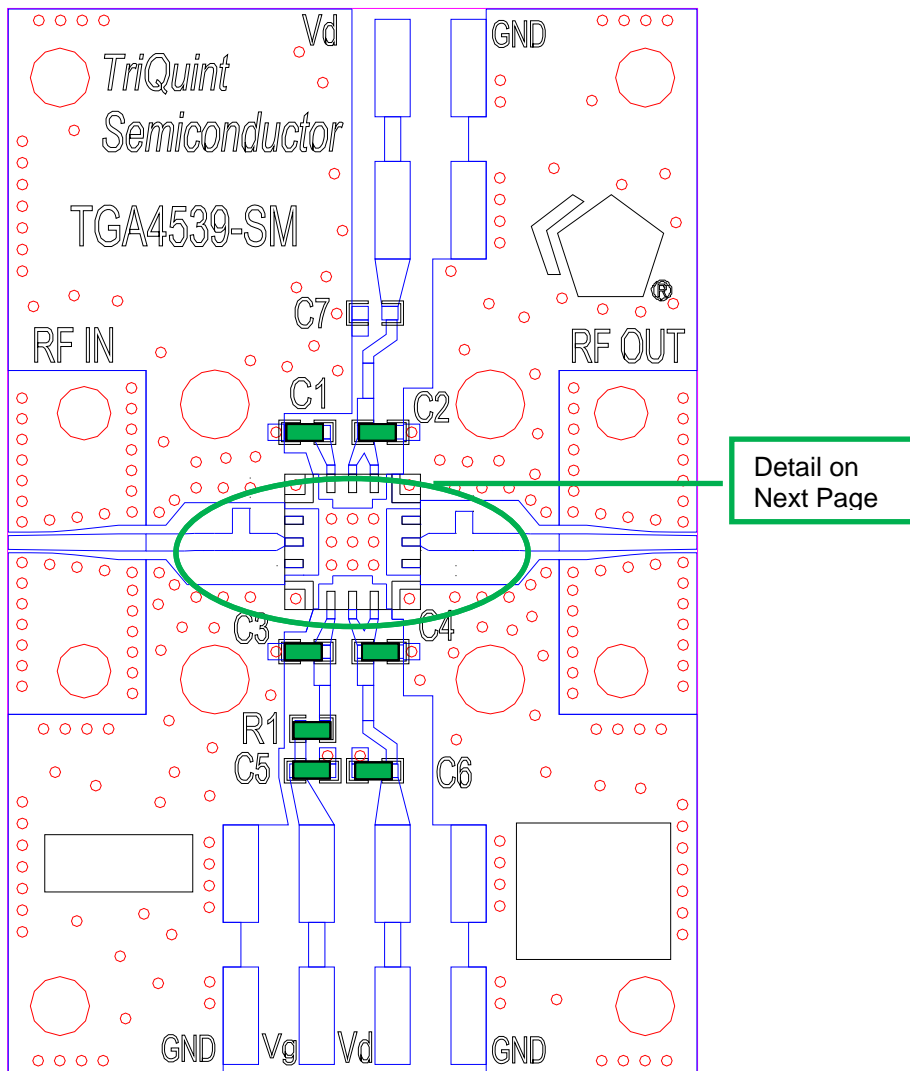 Vd
GND
TriQuint
Semiconductor
TGA4539-SM
®
C7
RF IN
RF OUT
C1
C2
Detail on
Next Page
C3
C4
R1
C5
C6
GND
Vg
Vd
GND